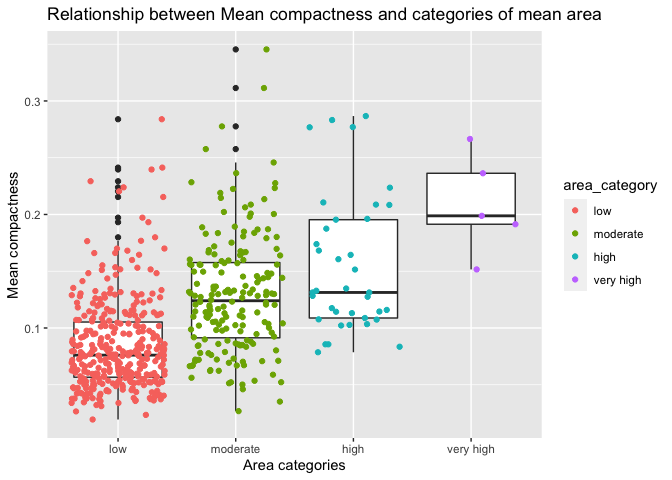 Relationship between Mean compactness and categories of mean area
0.3
0.2
0.1
Mean compactness
low
moderate
high
very high
Area categories
area_category
low
moderate
high
very high